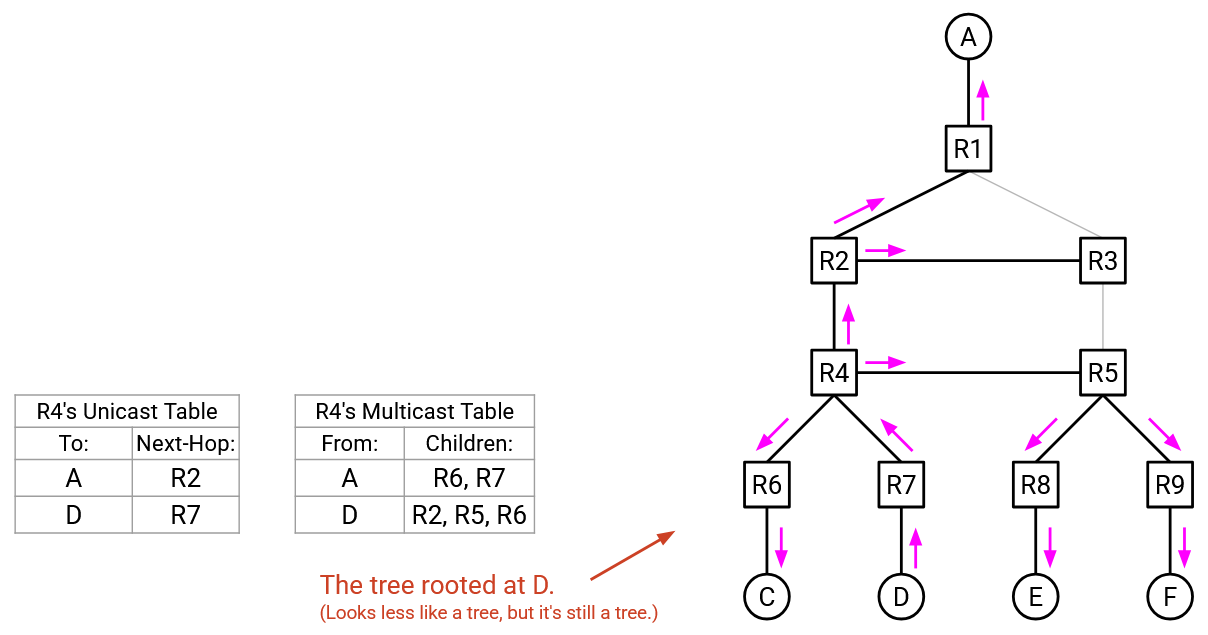 A
R1
R2
R3
R4
R5
R4's Unicast Table
To:
Next-Hop:
A
R2
D
R7
R4's Multicast Table
From:
Children:
A
R6, R7
D
R2, R5, R6
R6
R7
R8
R9
The tree rooted at D.
(Looks less like a tree, but it's still a tree.)
C
D
E
F